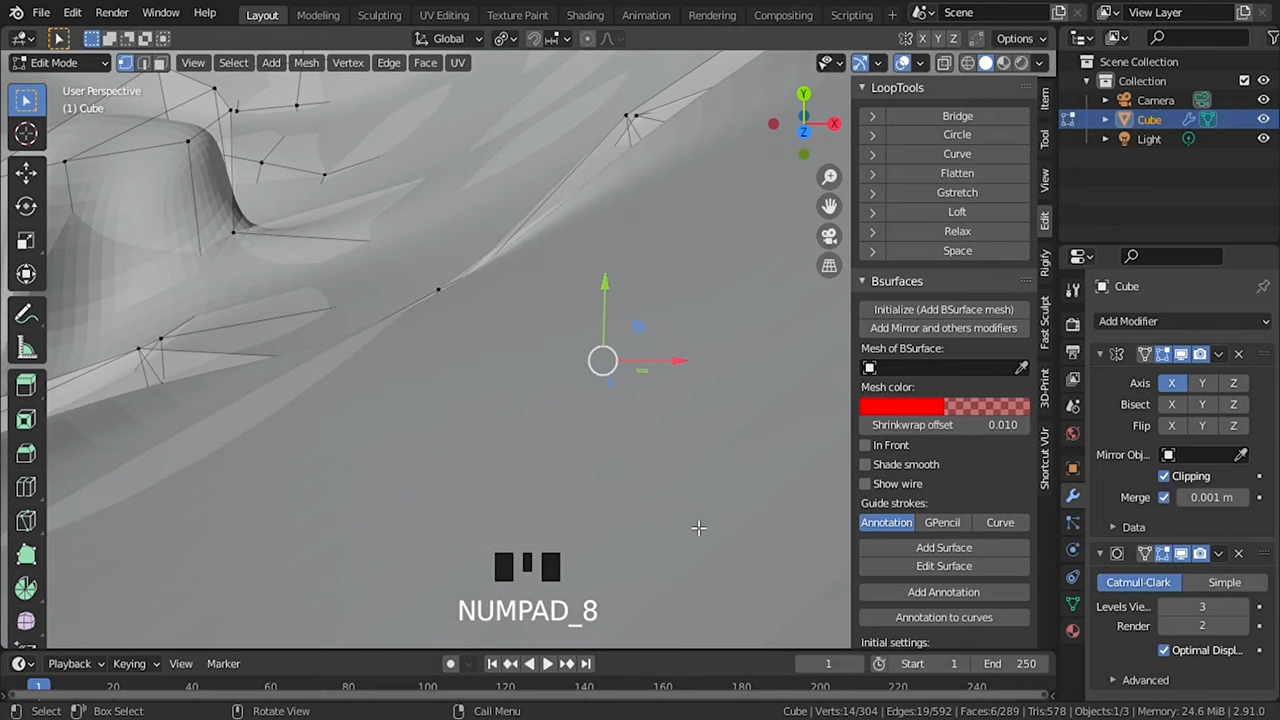 File Edit Render Window Help Layout Modeling Sculpting UV Editing Texture Paint Shading Animation Rendering Compositing Scripting + Scene View Layer
Global Options
X Y Z
Edit Mode View Select Add Mesh Vertex Edge Face UV
User Perspective
(1) Cube
Y
X
Z
LoopTools
Bridge
Circle
Curve
Flatten
Gstretch
Loft
Relax
Space
Bsurfaces
Initialize (Add BSurface mesh)
Add Mirror and others modifiers
Mesh of BSurface:
Mesh color:
Shrinkwrap offset 0.010
In Front
Shade smooth
Show wire
Guide strokes:
Annotation GPencil Curve
Add Surface
Edit Surface
Add Annotation
Annotation to curves
Initial settings:
Item
Tool
View
Edit
Rigify
Fast Sculpt
3D-Print
Shortcut VUr
Scene Collection
Collection
Camera
Cube
Light
Cube
Add Modifier
Axis X Y Z
Bisect X Y Z
Flip X Y Z
Mirror Obj...
Clipping
Merge 0.001 m
Data
Catmull-Clark Simple
Levels Vie... 3
Render 2
Optimal Displ...
Advanced
NUMPAD_8
Playback Keying View Marker 1 Start 1 End 250
1 20 40 60 80 100 120 140 160 180 200 220 240
Select Box Select Rotate View Call Menu Cube | Verts:14/304 | Edges:19/592 | Faces:6/289 | Tris:578 | Objects:1/3 | Memory: 24.6 MiB | 2.91.0